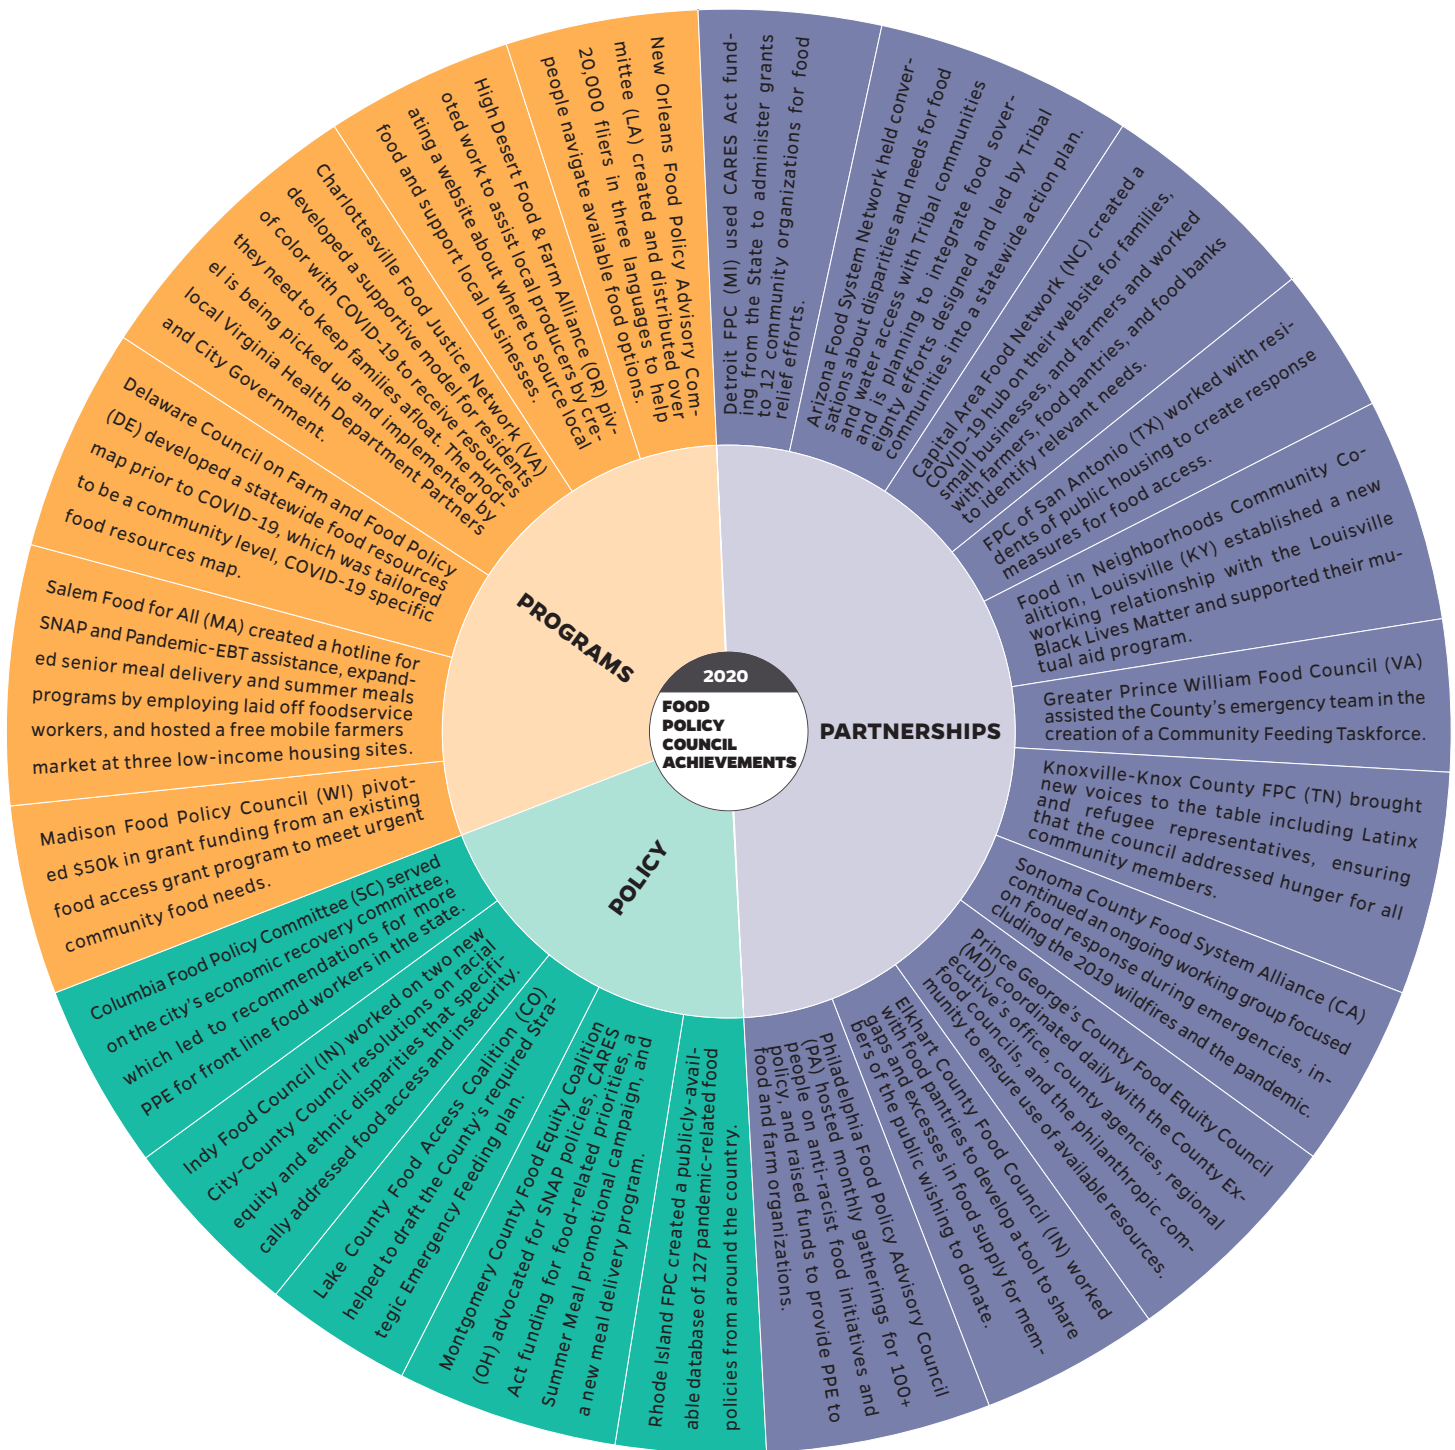 2020
FOOD
POLICY
COUNCIL
ACHIEVEMENTS
PARTNERSHIPS
Detroit FPC (MI) used CARES Act fund-
ing from the State to administer grants
to 12 community organizations for food
relief efforts.
Arizona Food System Network held conver-
sations about disparities and needs for food
and water access with Tribal communities
and is planning to integrate food sover-
eignty efforts designed and led by Tribal
communities into a statewide action plan.
Capital Area Food Network (NC) created a
COVID-19 hub on their website for families,
small businesses, and farmers and worked
with farmers, food pantries, and food banks
to identify relevant needs.
FPC of San Antonio (TX) worked with resi-
dents of public housing to create response
measures for food access.
Food in Neighborhoods Community Co-
alition, Louisville (KY) established a new
working relationship with the Louisville
Black Lives Matter and supported their mu-
tual aid program.
Greater Prince William Food Council (VA)
assisted the County's emergency team in the
creation of a Community Feeding Taskforce.
Knoxville-Knox County FPC (TN) brought
new voices to the table including Latinx
and refugee representatives, ensuring
that the council addressed hunger for all
community members.
Sonoma County Food System Alliance (CA)
continued an ongoing working group focused
on food response during emergencies, in-
cluding the 2019 wildfires and the pandemic.
Prince George's County Food Equity Council
(MD) coordinated daily with the County Ex-
ecutive's office, county agencies, regional
food councils, and the philanthropic com-
munity to ensure use of available resources.
Elkhart County Food Council (IN) worked
with food pantries to develop a tool to share
gaps and excesses in food supply for mem-
bers of the public wishing to donate.
Philadelphia Food Policy Advisory Council
(PA) hosted monthly gatherings for 100+
people on anti-racist food initiatives and
policy, and raised funds to provide PPE to
food and farm organizations.
POLICY
Rhode Island FPC created a publicly-avail-
able database of 127 pandemic-related food
policies from around the country.
Montgomery County Food Equity Coalition
(OH) advocated for SNAP policies, CARES
Act funding for food-related priorities, a
Summer Meal promotional campaign, and
a new meal delivery program.
Lake County Food Access Coalition (CO)
helped to draft the County's required Stra-
tegic Emergency Feeding plan.
Indy Food Council (IN) worked on two new
City-County Council resolutions on racial
equity and ethnic disparities that specifi-
cally addressed food access and insecurity.
Columbia Food Policy Committee (SC) served
on the city's economic recovery committee,
which led to recommendations for more
PPE for front line food workers in the state.
PROGRAMS
Madison Food Policy Council (WI) pivot-
ed $50k in grant funding from an existing
food access grant program to meet urgent
community food needs.
Salem Food for All (MA) created a hotline for
SNAP and Pandemic-EBT assistance, expand-
ed senior meal delivery and summer meals
programs by employing laid off foodservice
workers, and hosted a free mobile farmers
market at three low-income housing sites.
Delaware Council on Farm and Food Policy
(DE) developed a statewide food resources
map prior to COVID-19, which was tailored
to be a community level, COVID-19 specific
food resources map.
Charlottesville Food Justice Network (VA)
developed a supportive model for residents
of color with COVID-19 to receive resources
they need to keep families afloat. The mod-
el is being picked up and implemented by
local Virginia Health Department Partners
and City Government.
High Desert Food & Farm Alliance (OR) piv-
oted work to assist local producers by cre-
ating a website about where to source local
food and support local businesses.
New Orleans Food Policy Advisory Com-
mittee (LA) created and distributed over
20,000 fliers in three languages to help
people navigate available food options.